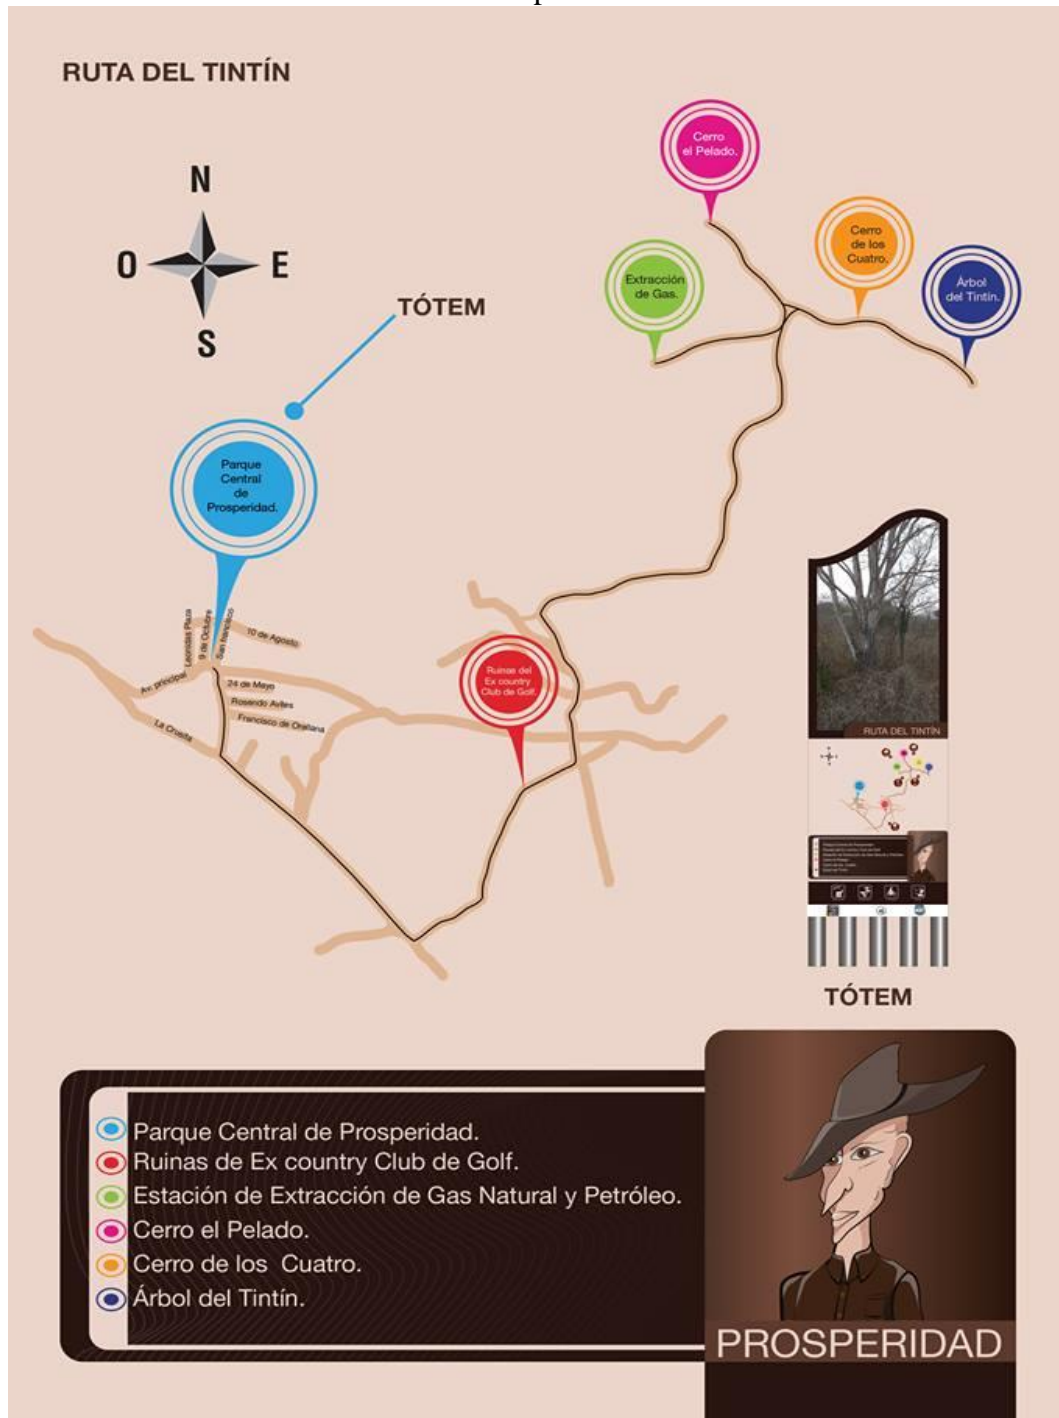 RUTA DEL TINTÍN
N
O
E
S
TÓTEM
Cerro
el Pelado.
Cerro
de los
Cuatro.
Extracción
de Gas.
Árbol
del Tintín.
Parque
Central
de
Prosperidad.
Leonidas Plaza
9 de Octubre
San francisco
10 de Agosto
Av. principal
24 de Mayo
Rosendo Aviles
Francisco de Orellana
La Crusita
Ruinas del
Ex country
Club de Golf.
RUTA DEL TINTÍN
TÓTEM
Parque Central de Prosperidad.
Ruinas de Ex country Club de Golf.
Estación de Extracción de Gas Natural y Petróleo.
Cerro el Pelado.
Cerro de los Cuatro.
Árbol del Tintín.
PROSPERIDAD